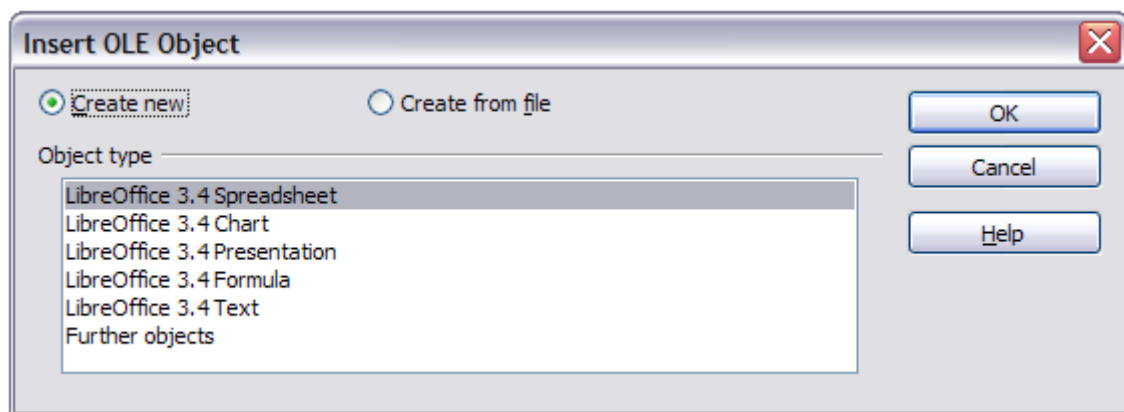 Insert OLE Object
Create new
Create from file
OK
Object type
Cancel
LibreOffice 3.4 Spreadsheet
LibreOffice 3.4 Chart
LibreOffice 3.4 Presentation
Help
LibreOffice 3.4 Formula
LibreOffice 3.4 Text
Further objects